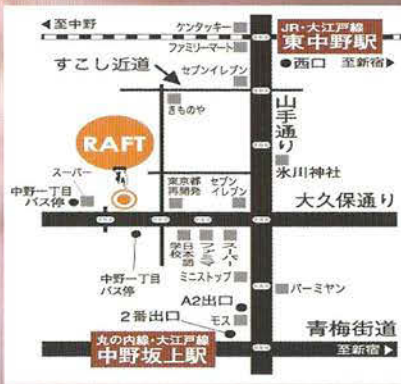 ◀至中野
ケンタッキー
ファミリーマート
JR・大江戸線
東中野駅
●西口 至新宿▶
すこし近道
セブンイレブン
きものや
山手通り
RAFT
氷川神社
スーパー
中野一丁目
バス停
東京都
再開発
セブン
イレブン
大久保通り
中野一丁目
バス停
日本語
学校
ファミマ
スーパー
ミニストップ
バーミヤン
A2出口
モス
2番出口
青梅街道
丸の内線・大江戸線
中野坂上駅
至新宿▶